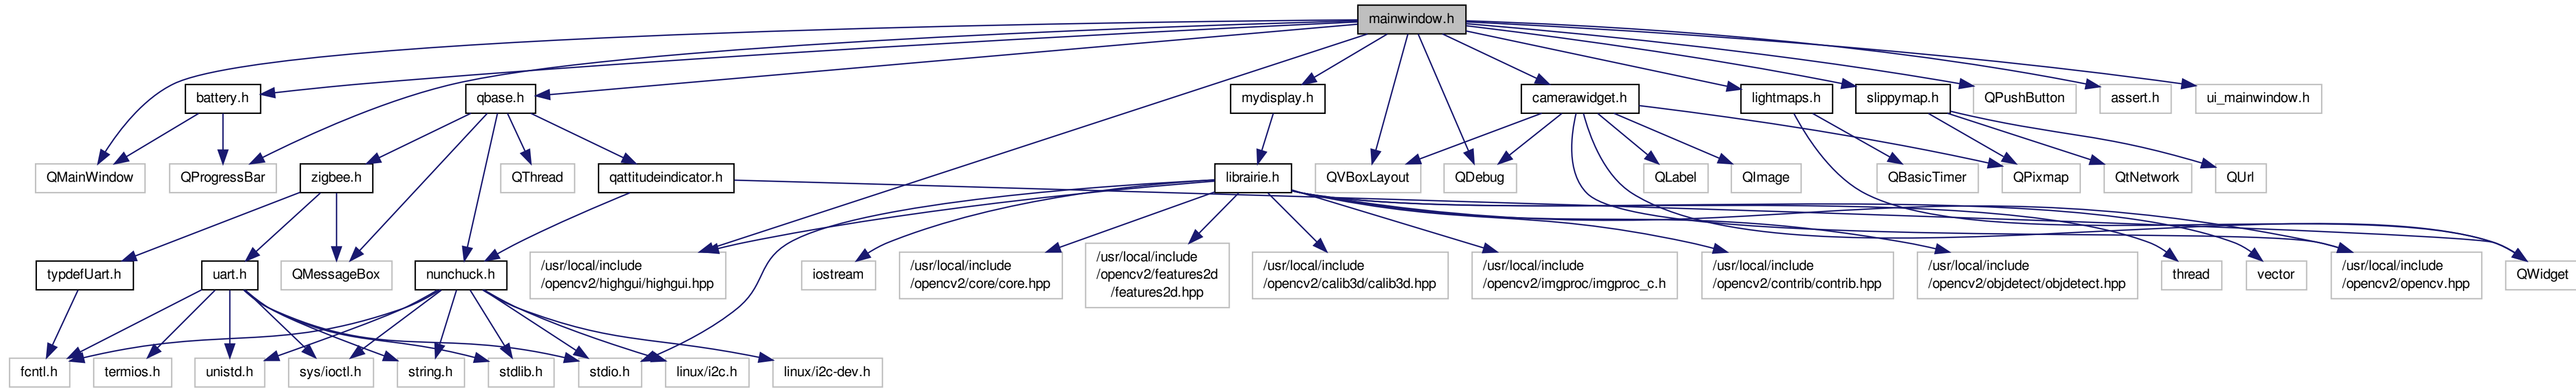 mainwindow.h
battery.h
qbase.h
mydisplay.h
camerawidget.h
lightmaps.h
slippymap.h
QPushButton
assert.h
ui_mainwindow.h
QMainWindow
QProgressBar
zigbee.h
QThread
qattitudeindicator.h
librairie.h
QVBoxLayout
QDebug
QLabel
QImage
QBasicTimer
QPixmap
QtNetwork
QUrl
typdefUart.h
uart.h
QMessageBox
nunchuck.h
/usr/local/include
/opencv2/highgui/highgui.hpp
iostream
/usr/local/include
/opencv2/core/core.hpp
/usr/local/include
/opencv2/features2d
/features2d.hpp
/usr/local/include
/opencv2/calib3d/calib3d.hpp
/usr/local/include
/opencv2/imgproc/imgproc_c.h
/usr/local/include
/opencv2/contrib/contrib.hpp
/usr/local/include
/opencv2/objdetect/objdetect.hpp
thread
vector
/usr/local/include
/opencv2/opencv.hpp
QWidget
fcntl.h
termios.h
unistd.h
sys/ioctl.h
string.h
stdlib.h
stdio.h
linux/i2c.h
linux/i2c-dev.h